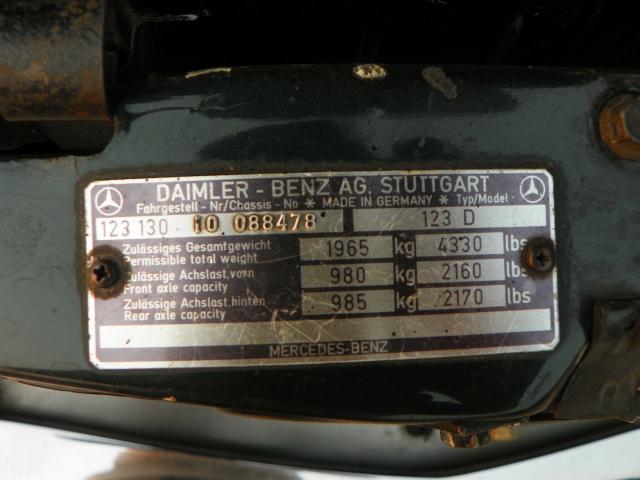 DAIMLER - BENZ AG. STUTTGART
Fahrgestell - Nr/Chassis - No * MADE IN GERMANY * Typ/Model:
123 130 10 088478 123 D
Zulässiges Gesamtgewicht
Permissible total weight 1965 kg 4330 lbs
Zulässige Achslast.vorn
Front axle capacity 980 kg 2160 lbs
Zulässige Achslast.hinten
Rear axle capacity 985 kg 2170 lbs
MERCEDES-BENZ